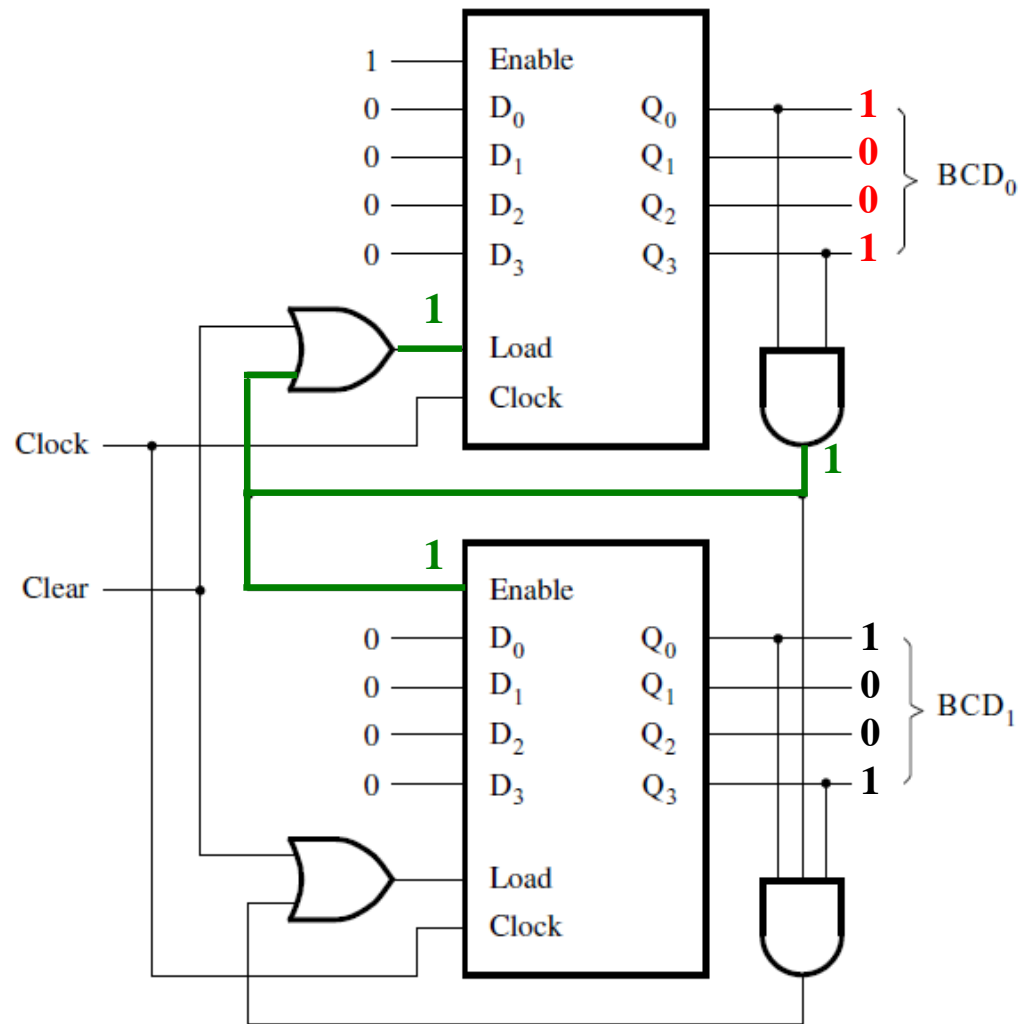 1 Enable
0 D0 Q0 1
0 D1 Q1 0 BCD0
0 D2 Q2 0
0 D3 Q3 1
1
Load
Clock
Clock
1
1
Clear
Enable
0 D0 Q0 1
0 D1 Q1 0
BCD1
0 D2 Q2 0
0 D3 Q3 1
Load
Clock